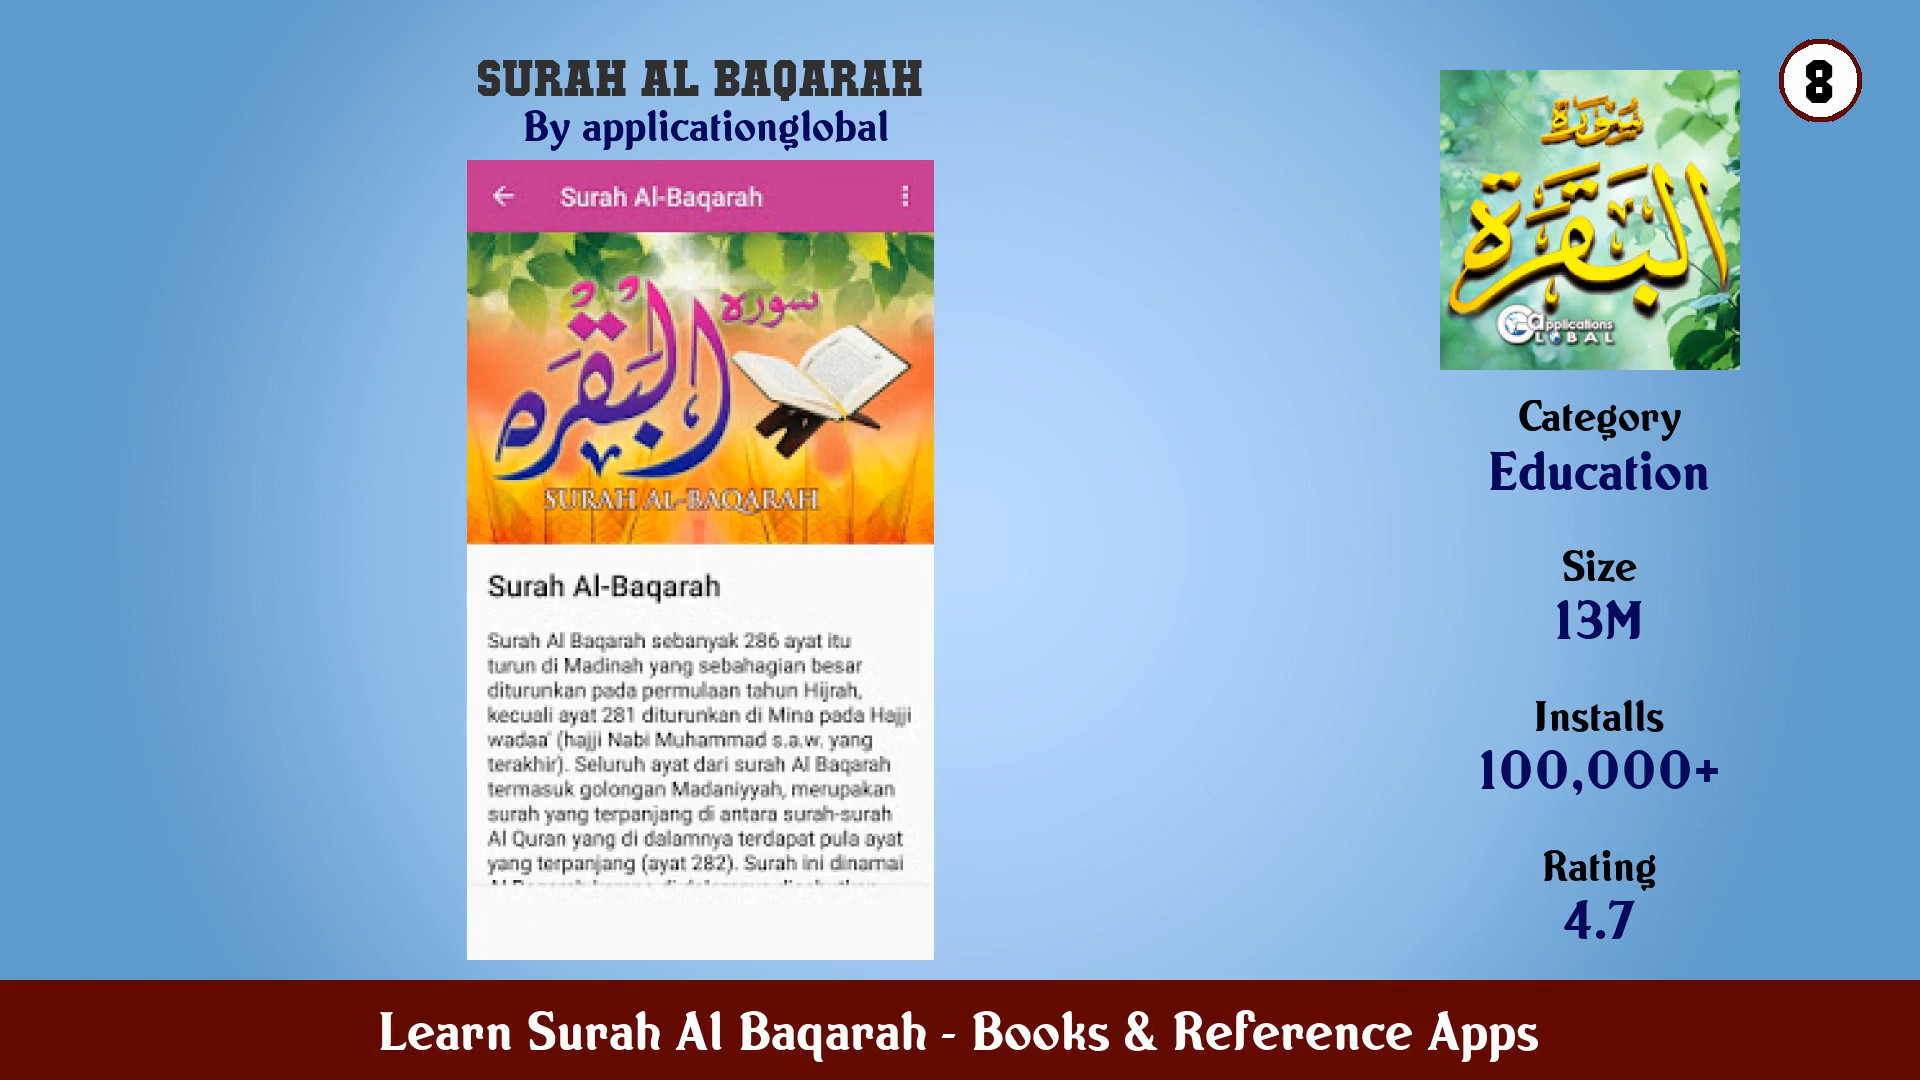 SURAH AL BAQARAH
By applicationglobal
8
Surah Al-Baqarah
سورة
البقرة
SURAH AL-BAQARAH
Surah Al-Baqarah
Surah Al Baqarah sebanyak 286 ayat itu
turun di Madinah yang sebahagian besar
diturunkan pada permulaan tahun Hijrah,
kecuali ayat 281 diturunkan di Mina pada Hajji
wadaa' (hajji Nabi Muhammad s.a.w. yang
terakhir). Seluruh ayat dari surah Al Baqarah
termasuk golongan Madaniyyah, merupakan
surah yang terpanjang di antara surah-surah
Al Quran yang di dalamnya terdapat pula ayat
yang terpanjang (ayat 282). Surah ini dinamai
سورة
البقرة
applications
GLOBAL
Category
Education
Size
13M
Installs
100,000+
Rating
4.7
Learn Surah Al Baqarah - Books & Reference Apps